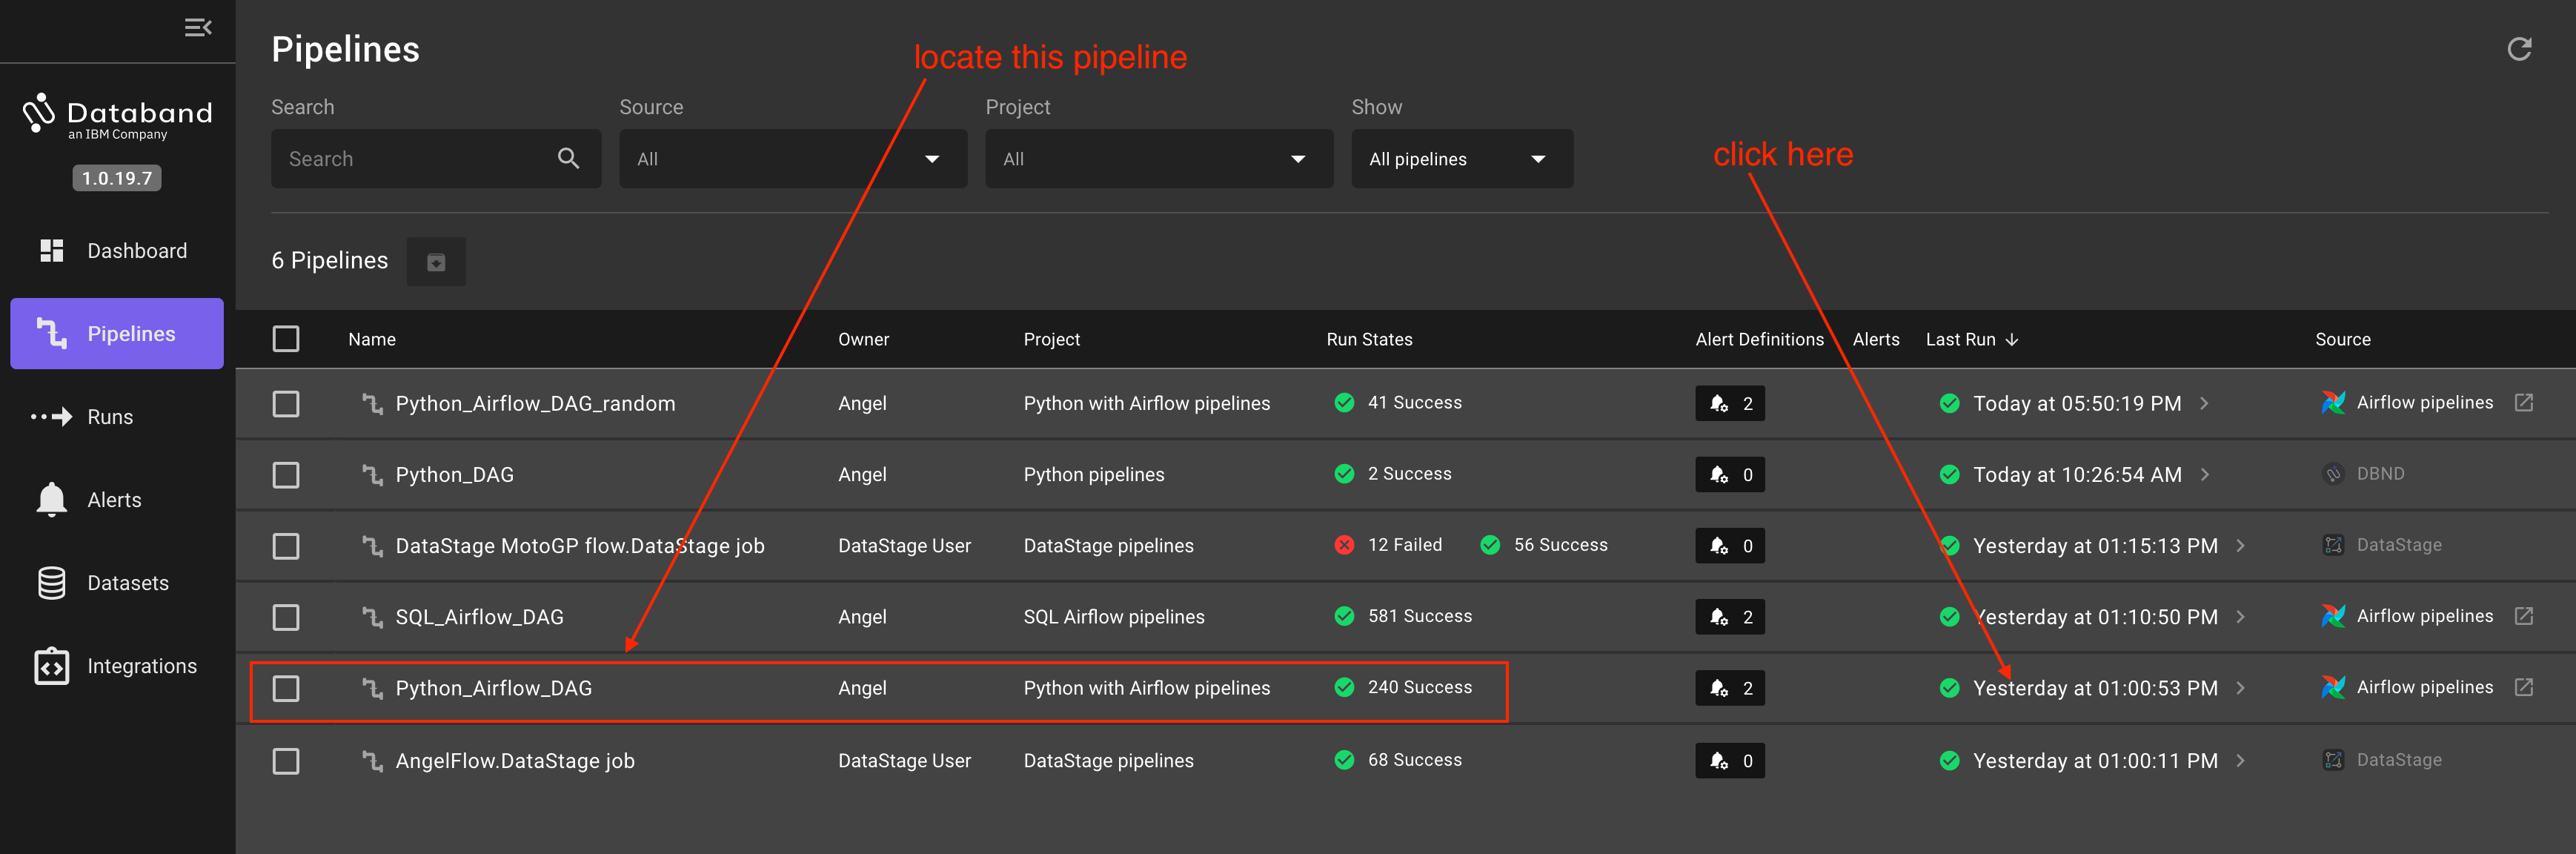 Pipelines
locate this pipeline
Databand
an IBM Company
1.0.19.7
Search Source Project Show
Search All All All pipelines
click here
Dashboard
Pipelines
Runs
Alerts
Datasets
Integrations
6 Pipelines
Name Owner Project Run States Alert Definitions Alerts Last Run Source
Python_Airflow_DAG_random Angel Python with Airflow pipelines 41 Success 2 Today at 05:50:19 PM Airflow pipelines
Python_DAG Angel Python pipelines 2 Success 0 Today at 10:26:54 AM DBND
DataStage MotoGP flow.DataStage job DataStage User DataStage pipelines 12 Failed 56 Success 0 Yesterday at 01:15:13 PM DataStage
SQL_Airflow_DAG Angel SQL Airflow pipelines 581 Success 2 Yesterday at 01:10:50 PM Airflow pipelines
Python_Airflow_DAG Angel Python with Airflow pipelines 240 Success 2 Yesterday at 01:00:53 PM Airflow pipelines
AngelFlow.DataStage job DataStage User DataStage pipelines 68 Success 0 Yesterday at 01:00:11 PM DataStage